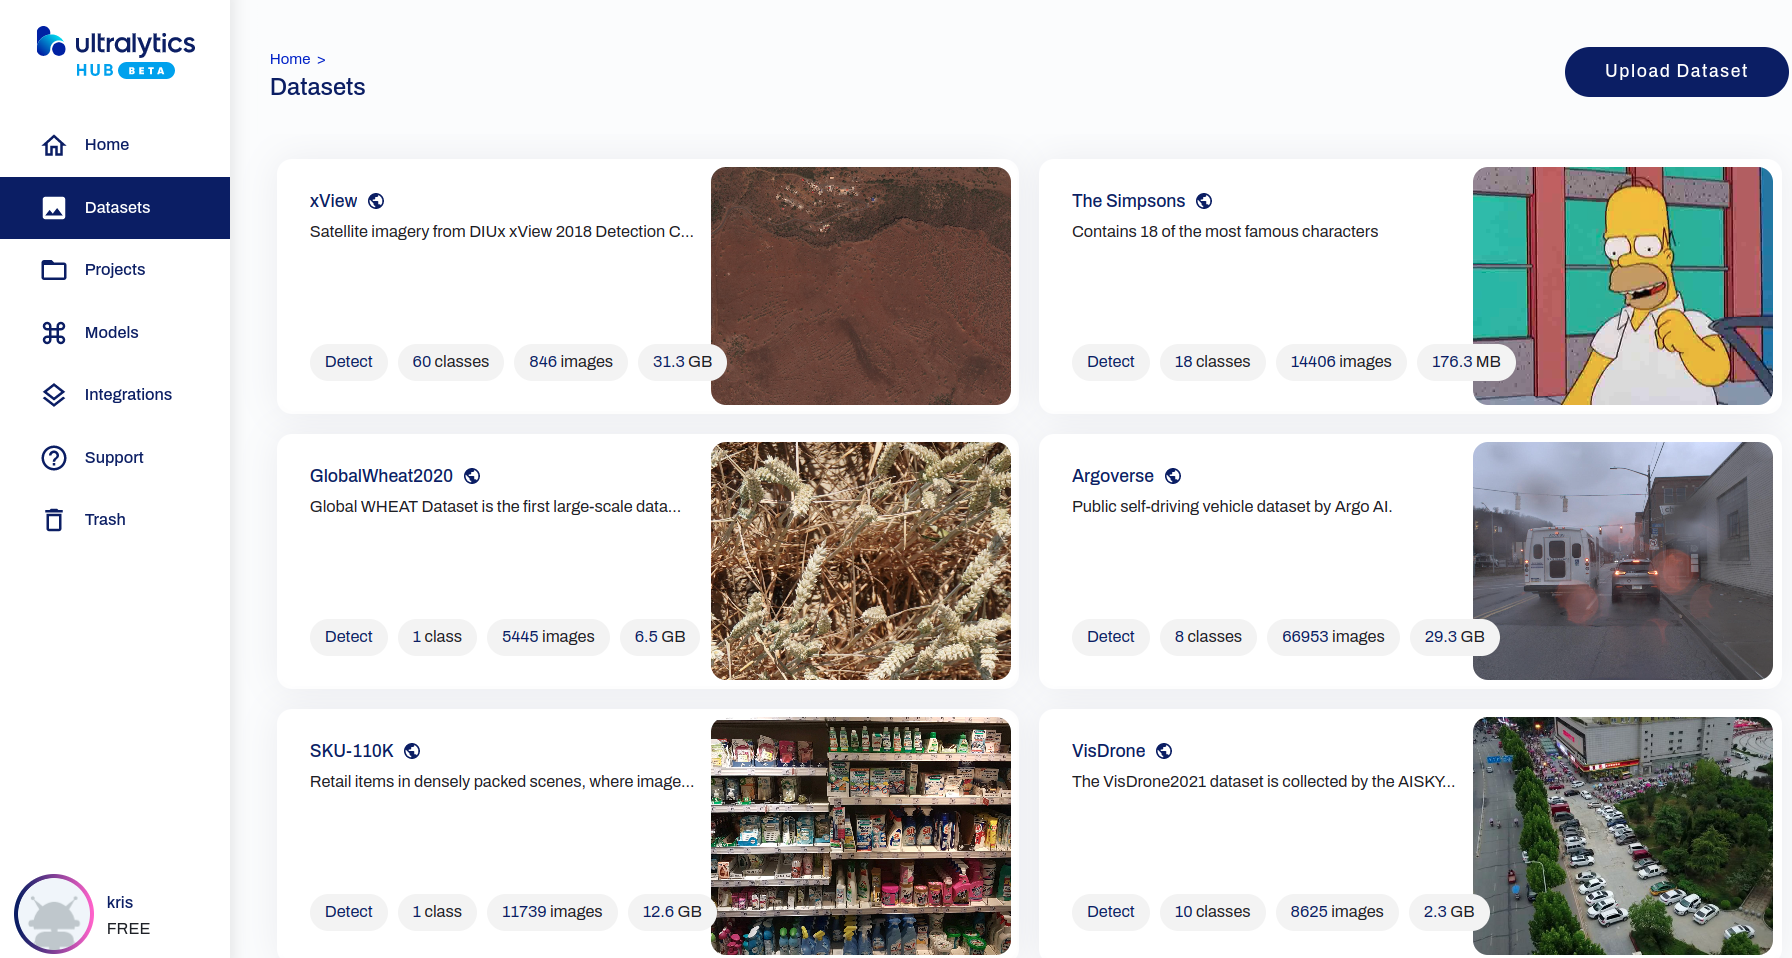 ultralytics
HUB BETA
Home
Datasets
Projects
Models
Integrations
Support
Trash
kris
FREE
Home >
Datasets
Upload Dataset
xView
Satellite imagery from DIUx xView 2018 Detection C...
Detect 60 classes 846 images 31.3 GB
The Simpsons
Contains 18 of the most famous characters
Detect 18 classes 14406 images 176.3 MB
GlobalWheat2020
Global WHEAT Dataset is the first large-scale data...
Detect 1 class 5445 images 6.5 GB
Argoverse
Public self-driving vehicle dataset by Argo AI.
Detect 8 classes 66953 images 29.3 GB
SKU-110K
Retail items in densely packed scenes, where image...
Detect 1 class 11739 images 12.6 GB
VisDrone
The VisDrone2021 dataset is collected by the AISKY...
Detect 10 classes 8625 images 2.3 GB